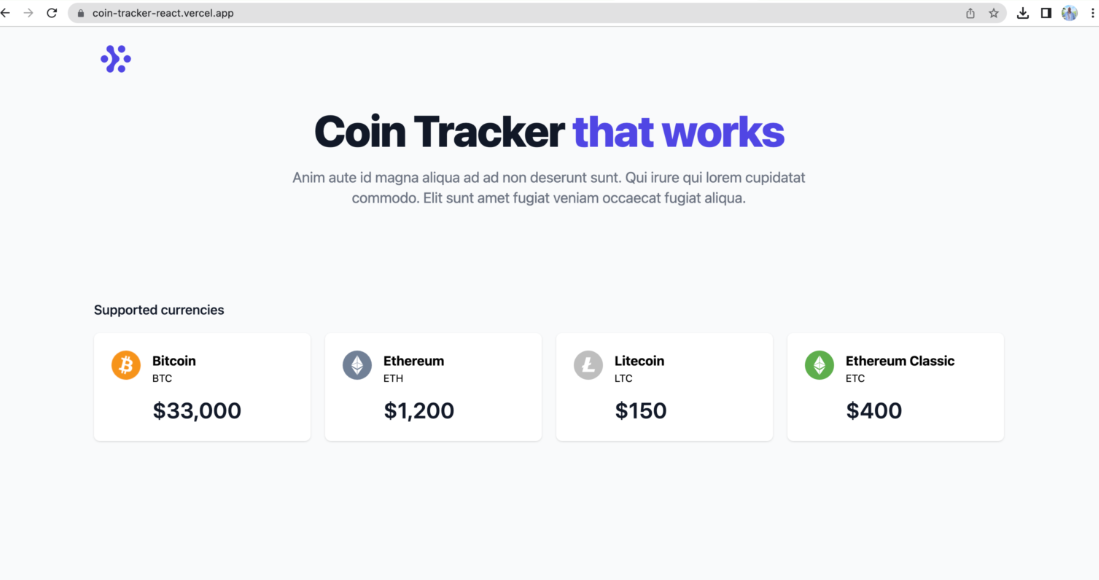 coin-tracker-react.vercel.app
Coin Tracker that works
Anim aute id magna aliqua ad ad non deserunt sunt. Qui irure qui lorem cupidatat
commodo. Elit sunt amet fugiat veniam occaecat fugiat aliqua.
Supported currencies
Bitcoin
BTC
$33,000
Ethereum
ETH
$1,200
Litecoin
LTC
$150
Ethereum Classic
ETC
$400